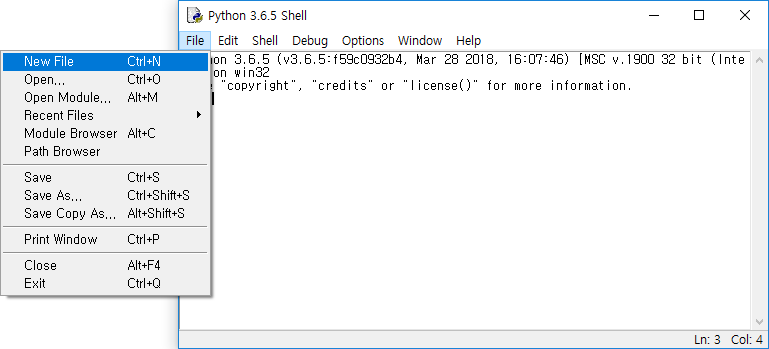 Python 3.6.5 Shell
File Edit Shell Debug Options Window Help
on 3.6.5 (v3.6.5:f59c0932b4, Mar 28 2018, 16:07:46) [MSC v.1900 32 bit (Inte
on win32
"copyright", "credits" or "license()" for more information.
New File Ctrl+N
Open... Ctrl+O
Open Module... Alt+M
Recent Files
Module Browser Alt+C
Path Browser
Save Ctrl+S
Save As... Ctrl+Shift+S
Save Copy As... Alt+Shift+S
Print Window Ctrl+P
Close Alt+F4
Exit Ctrl+Q
Ln: 3 Col: 4